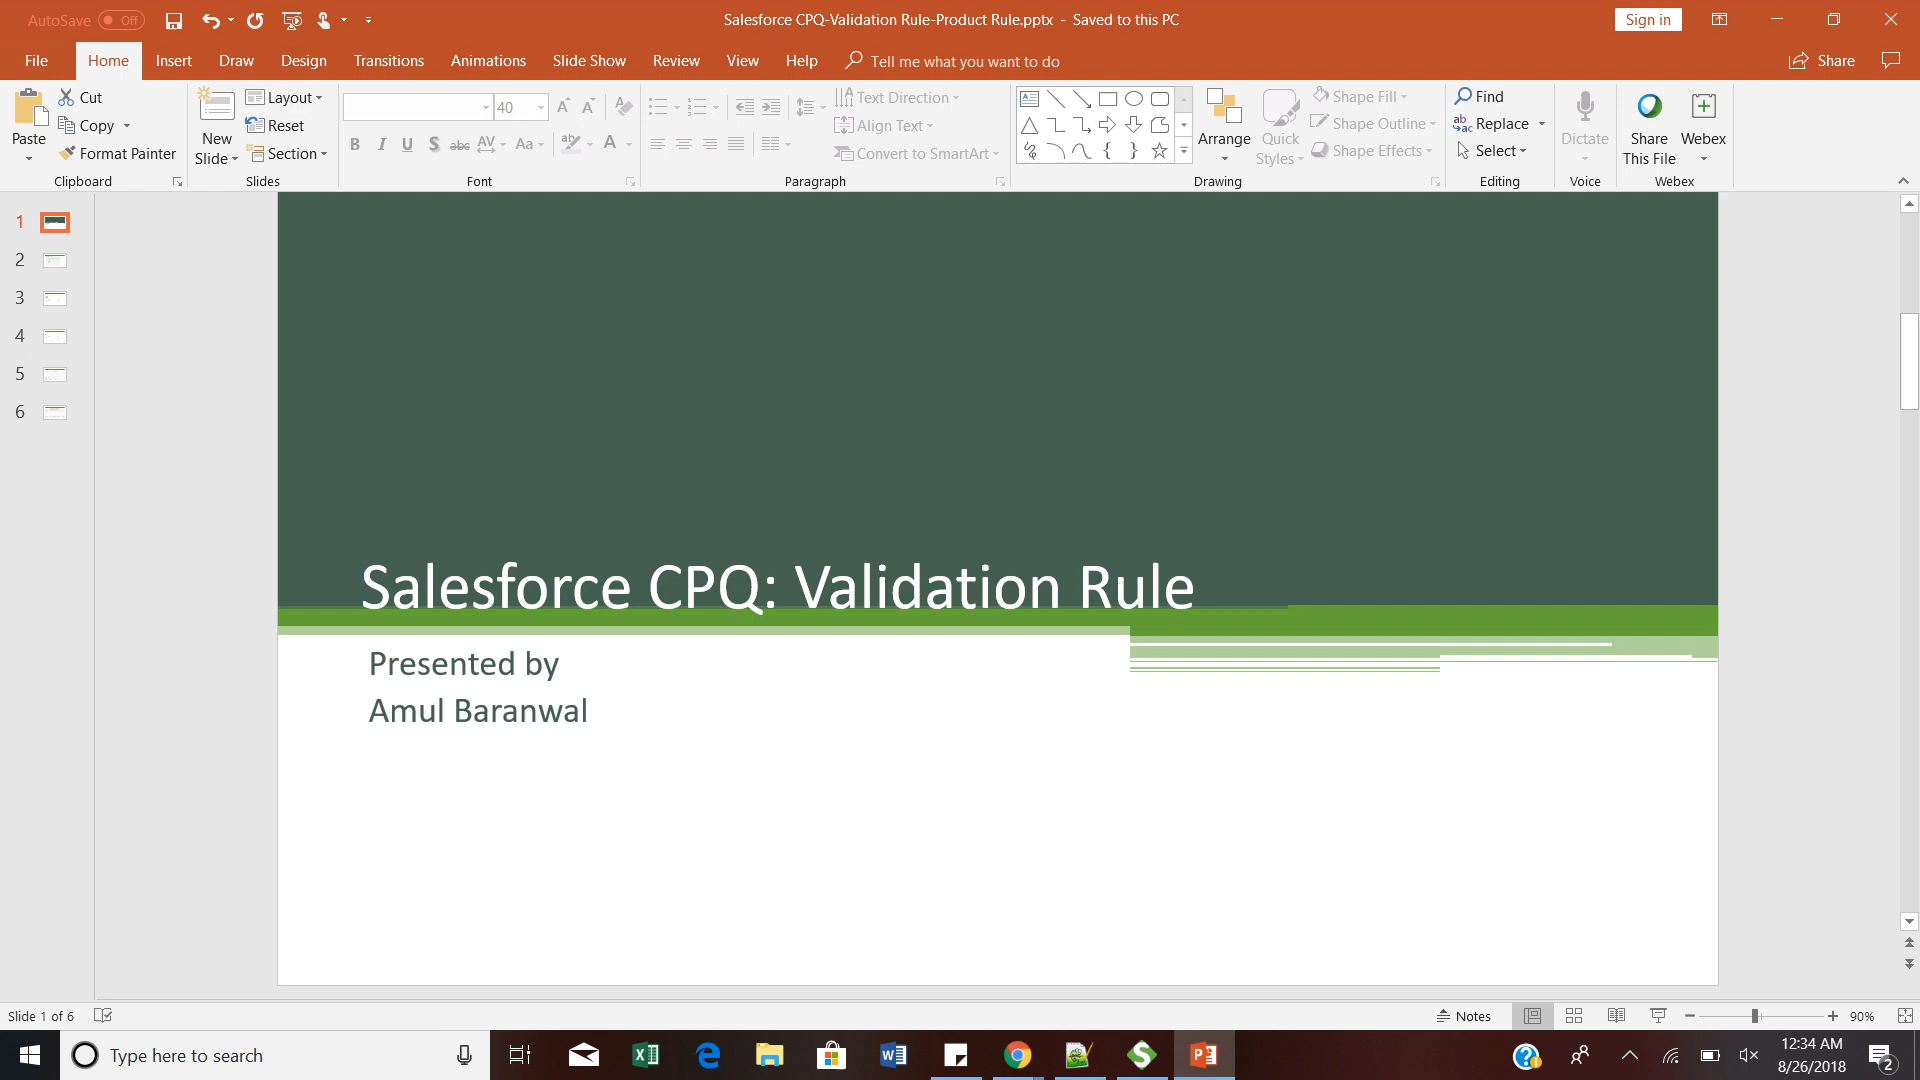 AutoSave Off
Salesforce CPQ-Validation Rule-Product Rule.pptx - Saved to this PC
Sign in
File Home Insert Draw Design Transitions Animations Slide Show Review View Help Tell me what you want to do Share
Paste
Cut
Copy
Format Painter
Clipboard
New Slide
Layout
Reset
Section
Slides
40
B I U S abc AV Aa A
Font
Text Direction
Align Text
Convert to SmartArt
Paragraph
Arrange
Quick Styles
Shape Fill
Shape Outline
Shape Effects
Drawing
Find
Replace
Select
Editing
Dictate
Voice
Share This File
Webex
Webex
1
2
3
4
5
6
Salesforce CPQ: Validation Rule
Presented by
Amul Baranwal
Slide 1 of 6
Notes
90%
Type here to search
12:34 AM
8/26/2018
2